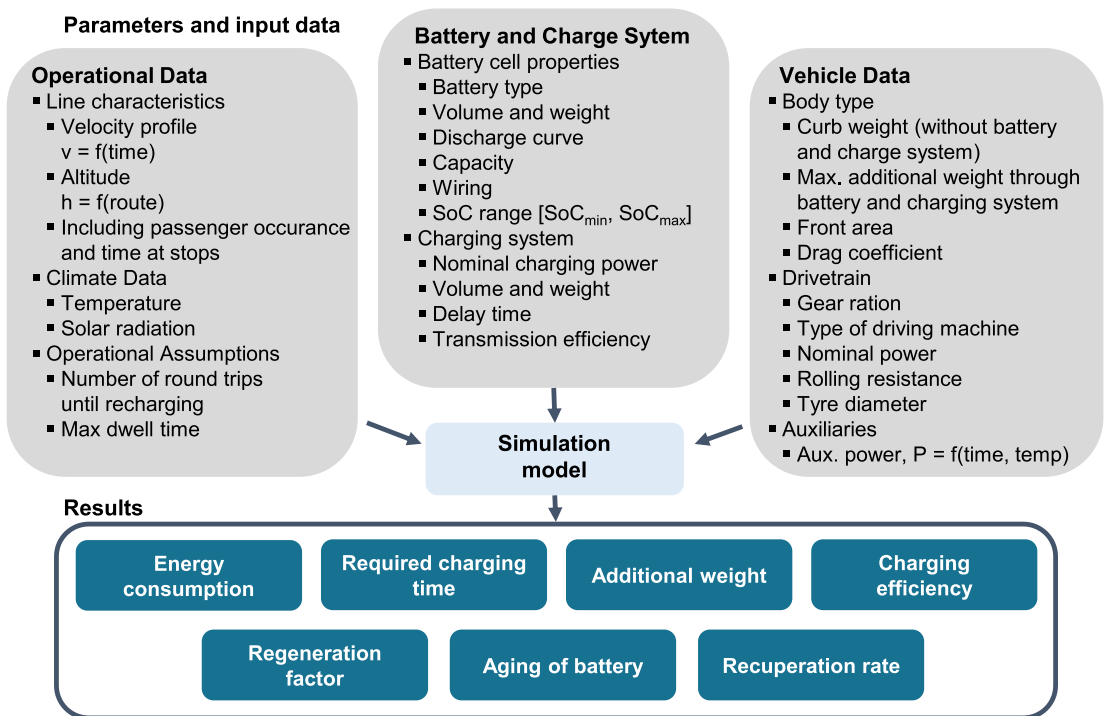 Parameters and input data
Operational Data
▪ Line characteristics
▪ Velocity profile
v = f(time)
▪ Altitude
h = f(route)
▪ Including passenger occurance
and time at stops
▪ Climate Data
▪ Temperature
▪ Solar radiation
▪ Operational Assumptions
▪ Number of round trips
until recharging
▪ Max dwell time
Battery and Charge Sytem
▪ Battery cell properties
▪ Battery type
▪ Volume and weight
▪ Discharge curve
▪ Capacity
▪ Wiring
▪ SoC range [SoCmin, SoCmax]
▪ Charging system
▪ Nominal charging power
▪ Volume and weight
▪ Delay time
▪ Transmission efficiency
Vehicle Data
▪ Body type
▪ Curb weight (without battery
and charge system)
▪ Max. additional weight through
battery and charging system
▪ Front area
▪ Drag coefficient
▪ Drivetrain
▪ Gear ration
▪ Type of driving machine
▪ Nominal power
▪ Rolling resistance
▪ Tyre diameter
▪ Auxiliaries
▪ Aux. power, P = f(time, temp)
Simulation
model
Results
Energy
consumption
Required charging
time
Additional weight
Charging
efficiency
Regeneration
factor
Aging of battery
Recuperation rate